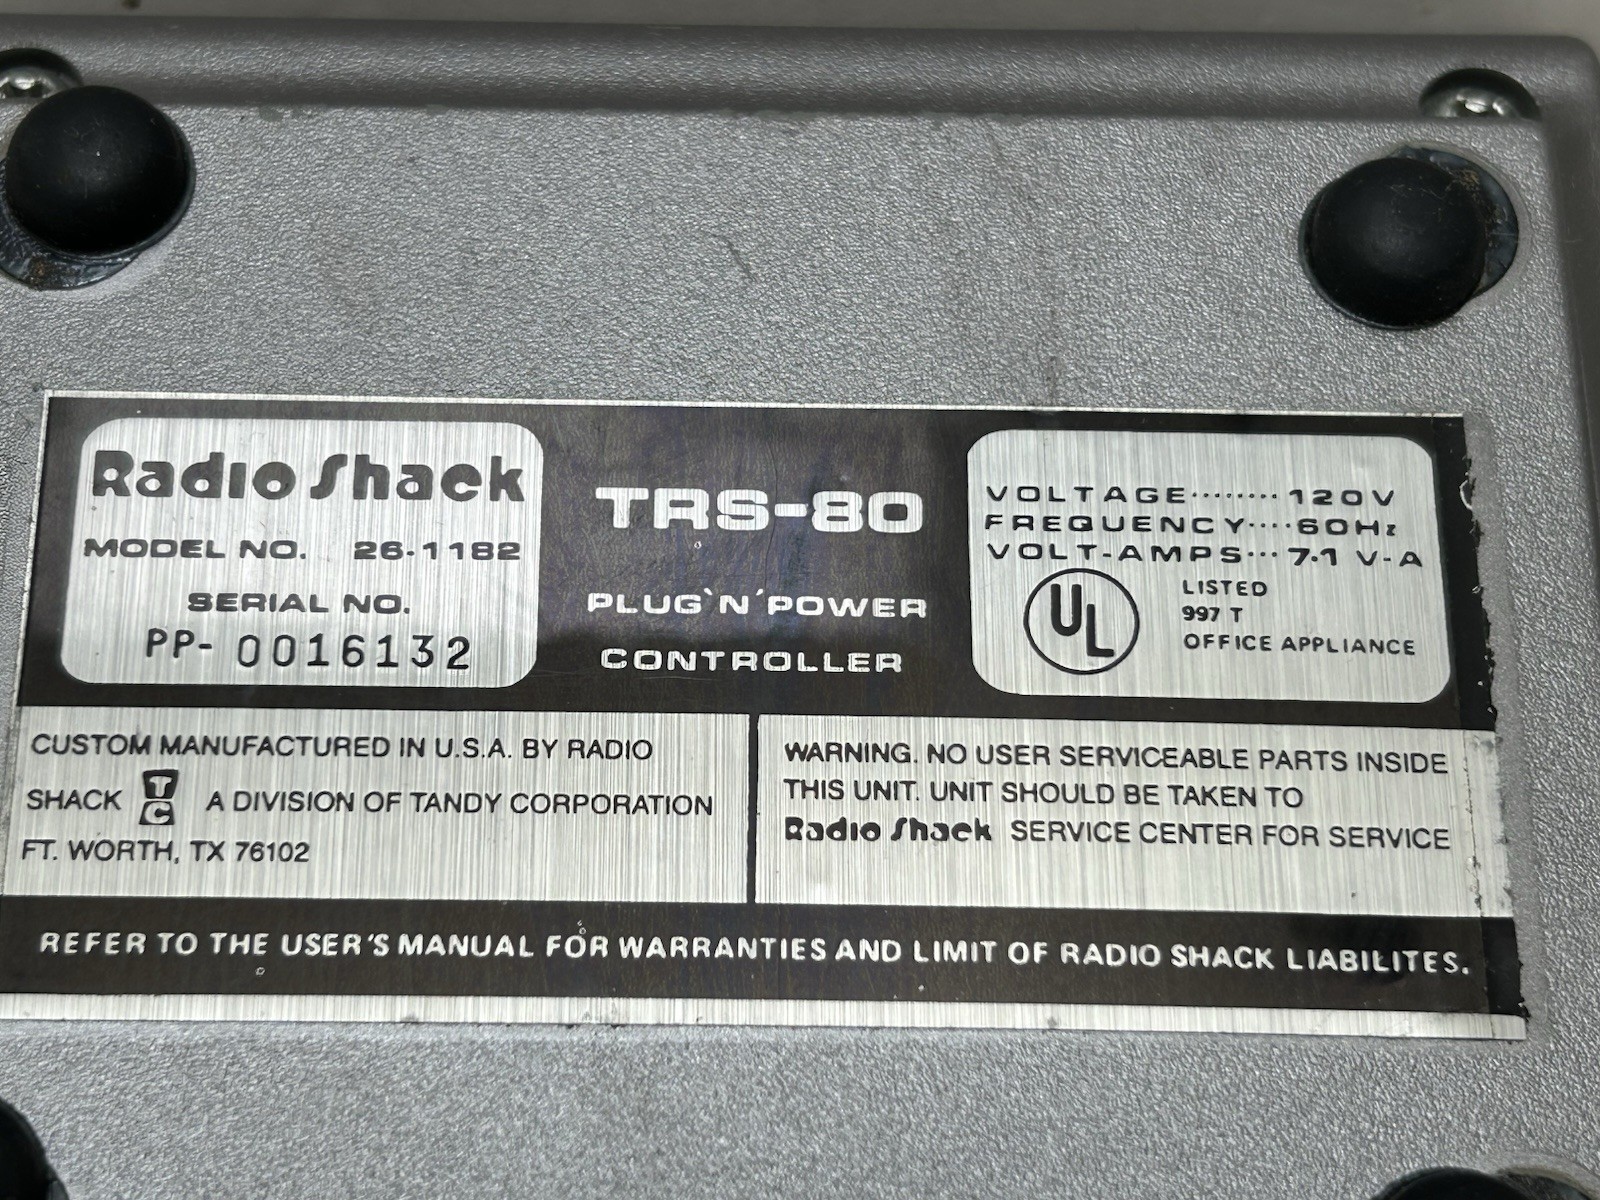 Radio Shack
MODEL NO. 26-1182
SERIAL NO.
PP- 0016132
TRS-80
PLUG 'N' POWER
CONTROLLER
VOLTAGE········120V
FREQUENCY····60Hz
VOLT-AMPS···7.1 V-A
UL
LISTED
997 T
OFFICE APPLIANCE
CUSTOM MANUFACTURED IN U.S.A. BY RADIO
SHACK TC A DIVISION OF TANDY CORPORATION
FT. WORTH, TX 76102
WARNING. NO USER SERVICEABLE PARTS INSIDE
THIS UNIT. UNIT SHOULD BE TAKEN TO
Radio Shack SERVICE CENTER FOR SERVICE
REFER TO THE USER'S MANUAL FOR WARRANTIES AND LIMIT OF RADIO SHACK LIABILITES.